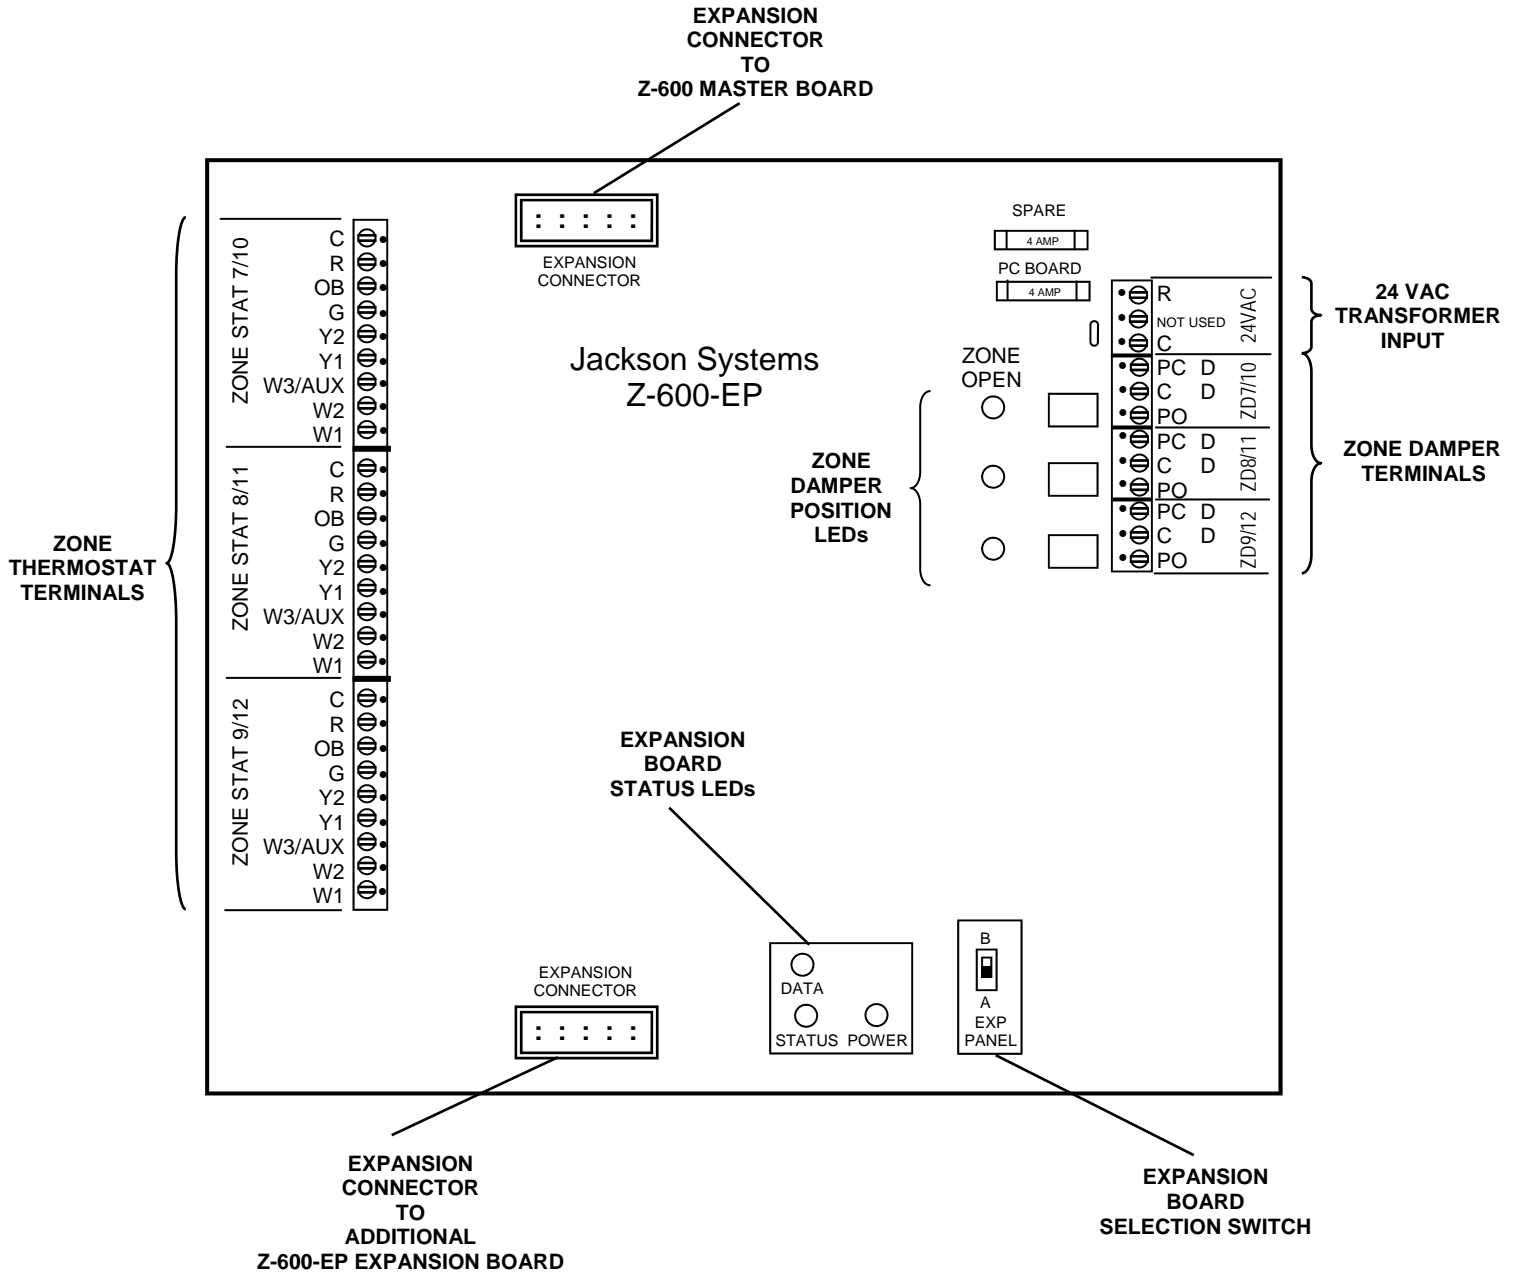 EXPANSION
CONNECTOR
TO
Z-600 MASTER BOARD
EXPANSION
CONNECTOR
SPARE
4 AMP
PC BOARD
4 AMP
Jackson Systems
Z-600-EP
ZONE
THERMOSTAT
TERMINALS
ZONE STAT 7/10
C
R
OB
G
Y2
Y1
W3/AUX
W2
W1
ZONE STAT 8/11
C
R
OB
G
Y2
Y1
W3/AUX
W2
W1
ZONE STAT 9/12
C
R
OB
G
Y2
Y1
W3/AUX
W2
W1
ZONE
OPEN
ZONE
DAMPER
POSITION
LEDs
R
NOT USED
C
24VAC
PC D
C D
PO
ZD7/10
PC D
C D
PO
ZD8/11
PC D
C D
PO
ZD9/12
24 VAC
TRANSFORMER
INPUT
ZONE DAMPER
TERMINALS
EXPANSION
BOARD
STATUS LEDs
DATA
STATUS POWER
B
A
EXP
PANEL
EXPANSION
CONNECTOR
EXPANSION
CONNECTOR
TO
ADDITIONAL
Z-600-EP EXPANSION BOARD
EXPANSION
BOARD
SELECTION SWITCH